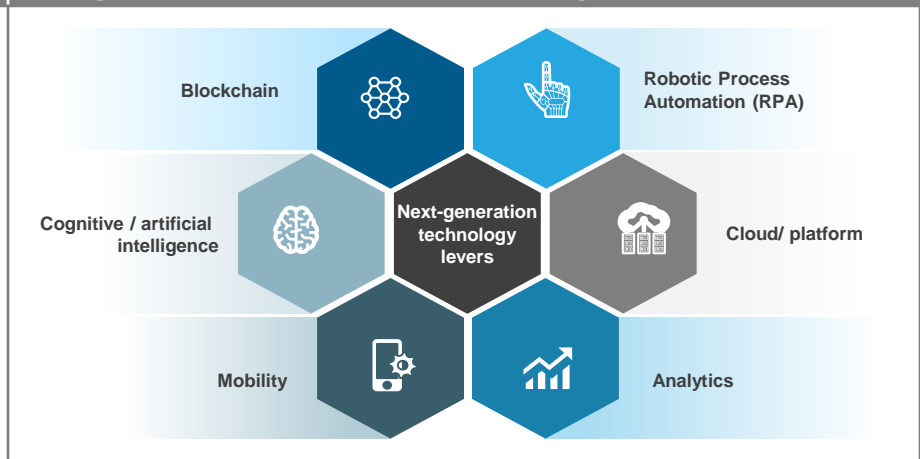 Blockchain
Robotic Process
Automation (RPA)
Cognitive / artificial
intelligence
Next-generation
technology
levers
Cloud/ platform
Mobility
Analytics